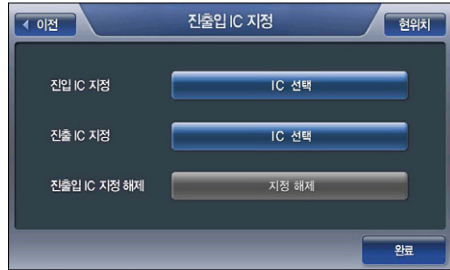 이전 진출입 IC 지정 현위치
진입 IC 지정 IC 선택
진출 IC 지정 IC 선택
진출입 IC 지정 해제 지정 해제
완료